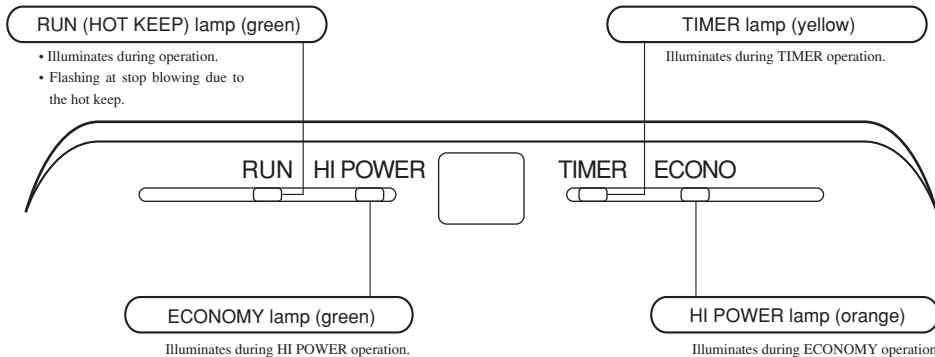 RUN (HOT KEEP) lamp (green)
• Illuminates during operation.
• Flashing at stop blowing due to
the hot keep.
TIMER lamp (yellow)
Illuminates during TIMER operation.
RUN HI POWER TIMER ECONO
ECONOMY lamp (green)
Illuminates during HI POWER operation.
HI POWER lamp (orange)
Illuminates during ECONOMY operation